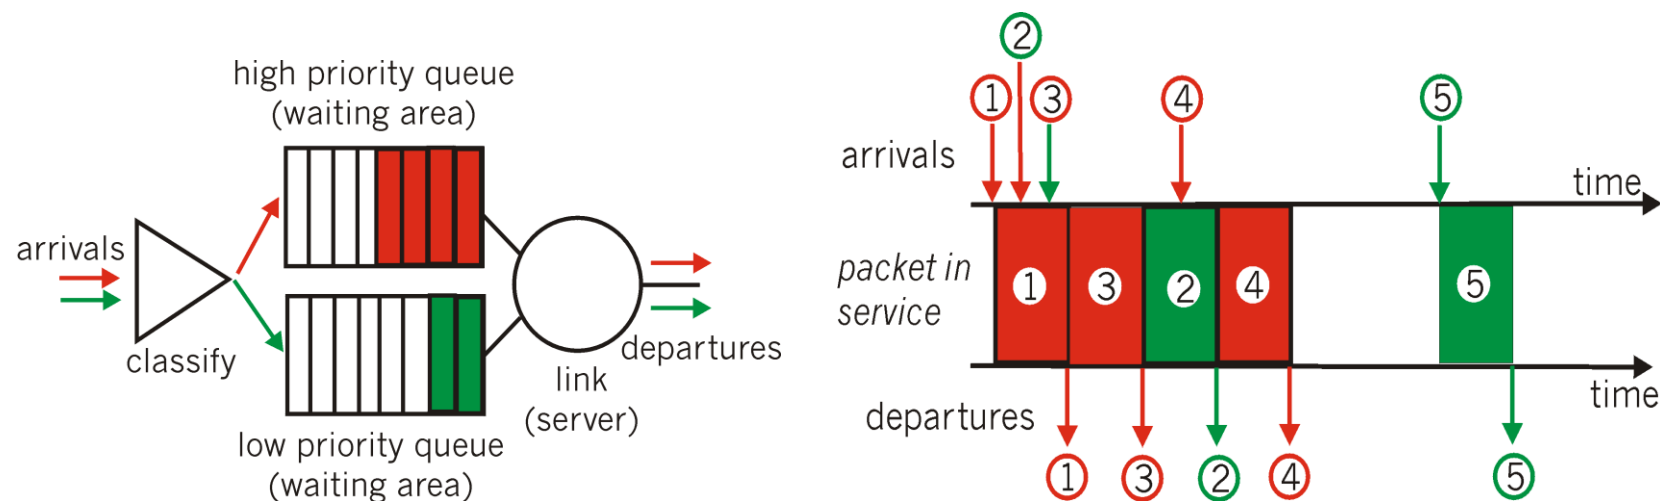 high priority queue
(waiting area)
arrivals
classify
low priority queue
(waiting area)
link
(server)
departures
2
1
3
4
5
arrivals
time
packet in
service
1
3
2
4
5
time
departures
1
3
2
4
5